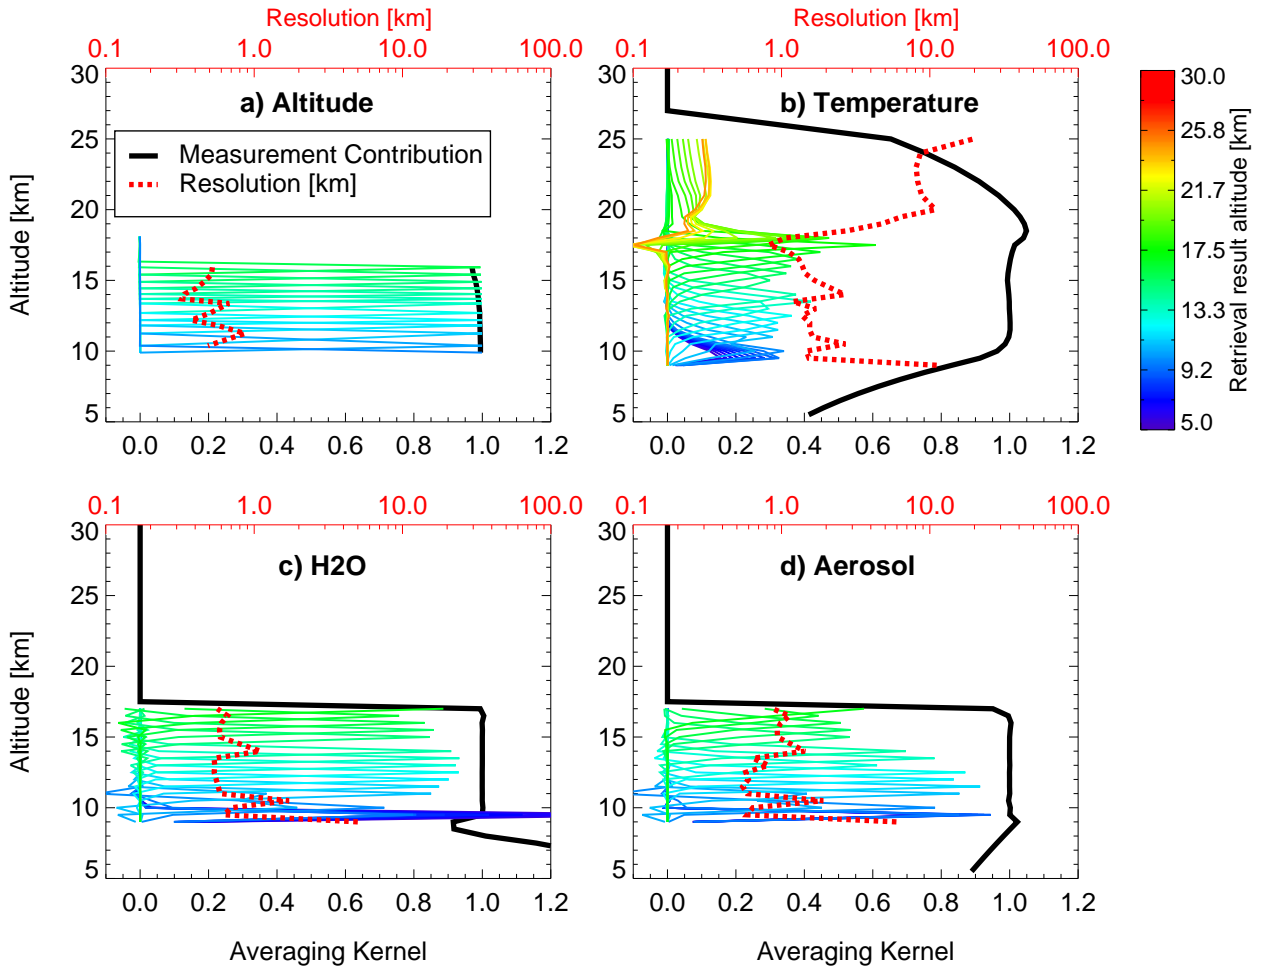 Resolution [km]
Resolution [km]
0.1 1.0 10.0 100.0
0.1 1.0 10.0 100.0
30
25
20
15
10
5
a) Altitude
Measurement Contribution
Resolution [km]
Altitude [km]
0.0 0.2 0.4 0.6 0.8 1.0 1.2
30
25
20
15
10
5
b) Temperature
0.0 0.2 0.4 0.6 0.8 1.0 1.2
30.0
25.8
21.7
17.5
13.3
9.2
5.0
Retrieval result altitude [km]
0.1 1.0 10.0 100.0
30
25
20
15
10
5
c) H2O
Altitude [km]
0.0 0.2 0.4 0.6 0.8 1.0 1.2
Averaging Kernel
0.1 1.0 10.0 100.0
30
25
20
15
10
5
d) Aerosol
0.0 0.2 0.4 0.6 0.8 1.0 1.2
Averaging Kernel